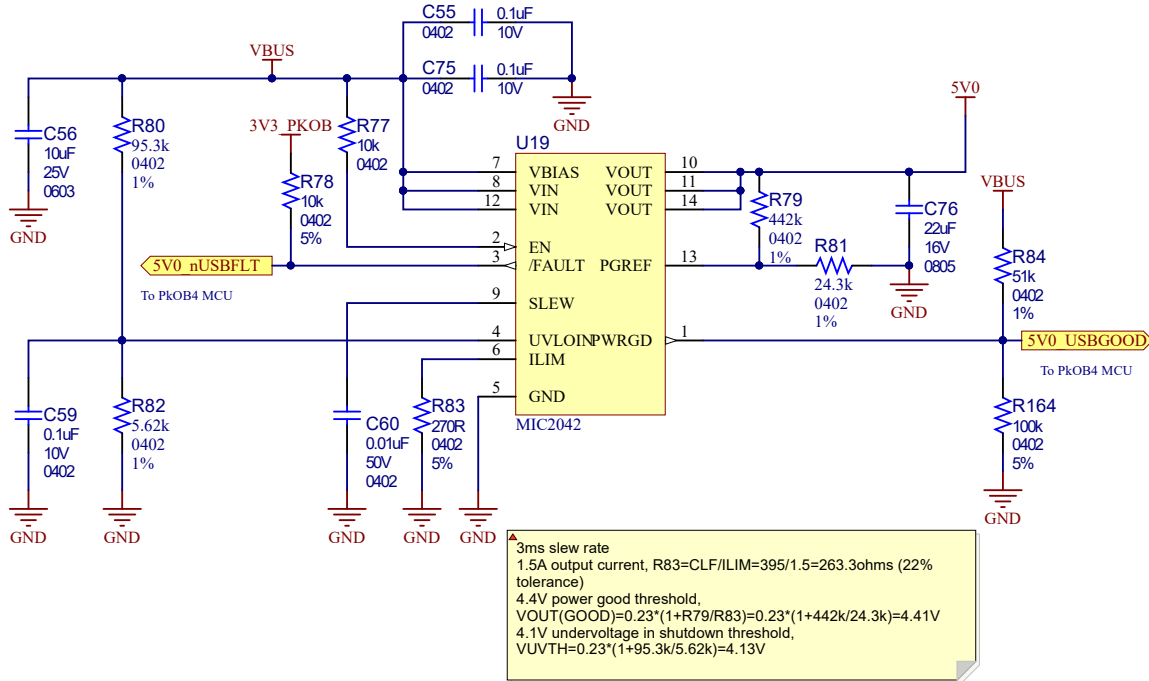 C55
0402
0.1uF
10V
VBUS
C75
0402
0.1uF
10V
GND
5V0
C56
10uF
25V
0603
GND
R80
95.3k
0402
1%
3V3_PKOB
R77
10k
0402
R78
10k
0402
5%
U19
7
VBIAS
8
VIN
12
VIN
2
EN
3
/FAULT
9
SLEW
4
UVLOIN
6
ILIM
5
GND
VOUT
10
VOUT
11
VOUT
14
PGREF
13
PWRGD
1
MIC2042
5V0_nUSBFLT
To PkOB4 MCU
R79
442k
0402
1%
R81
24.3k
0402
1%
C76
22uF
16V
0805
GND
VBUS
R84
51k
0402
1%
5V0_USBGOOD
To PkOB4 MCU
R164
100k
0402
5%
GND
C59
0.1uF
10V
0402
GND
R82
5.62k
0402
1%
GND
C60
0.01uF
50V
0402
GND
R83
270R
0402
5%
GND
GND
3ms slew rate
1.5A output current, R83=CLF/ILIM=395/1.5=263.3ohms (22%
tolerance)
4.4V power good threshold,
VOUT(GOOD)=0.23*(1+R79/R83)=0.23*(1+442k/24.3k)=4.41V
4.1V undervoltage in shutdown threshold,
VUVTH=0.23*(1+95.3k/5.62k)=4.13V